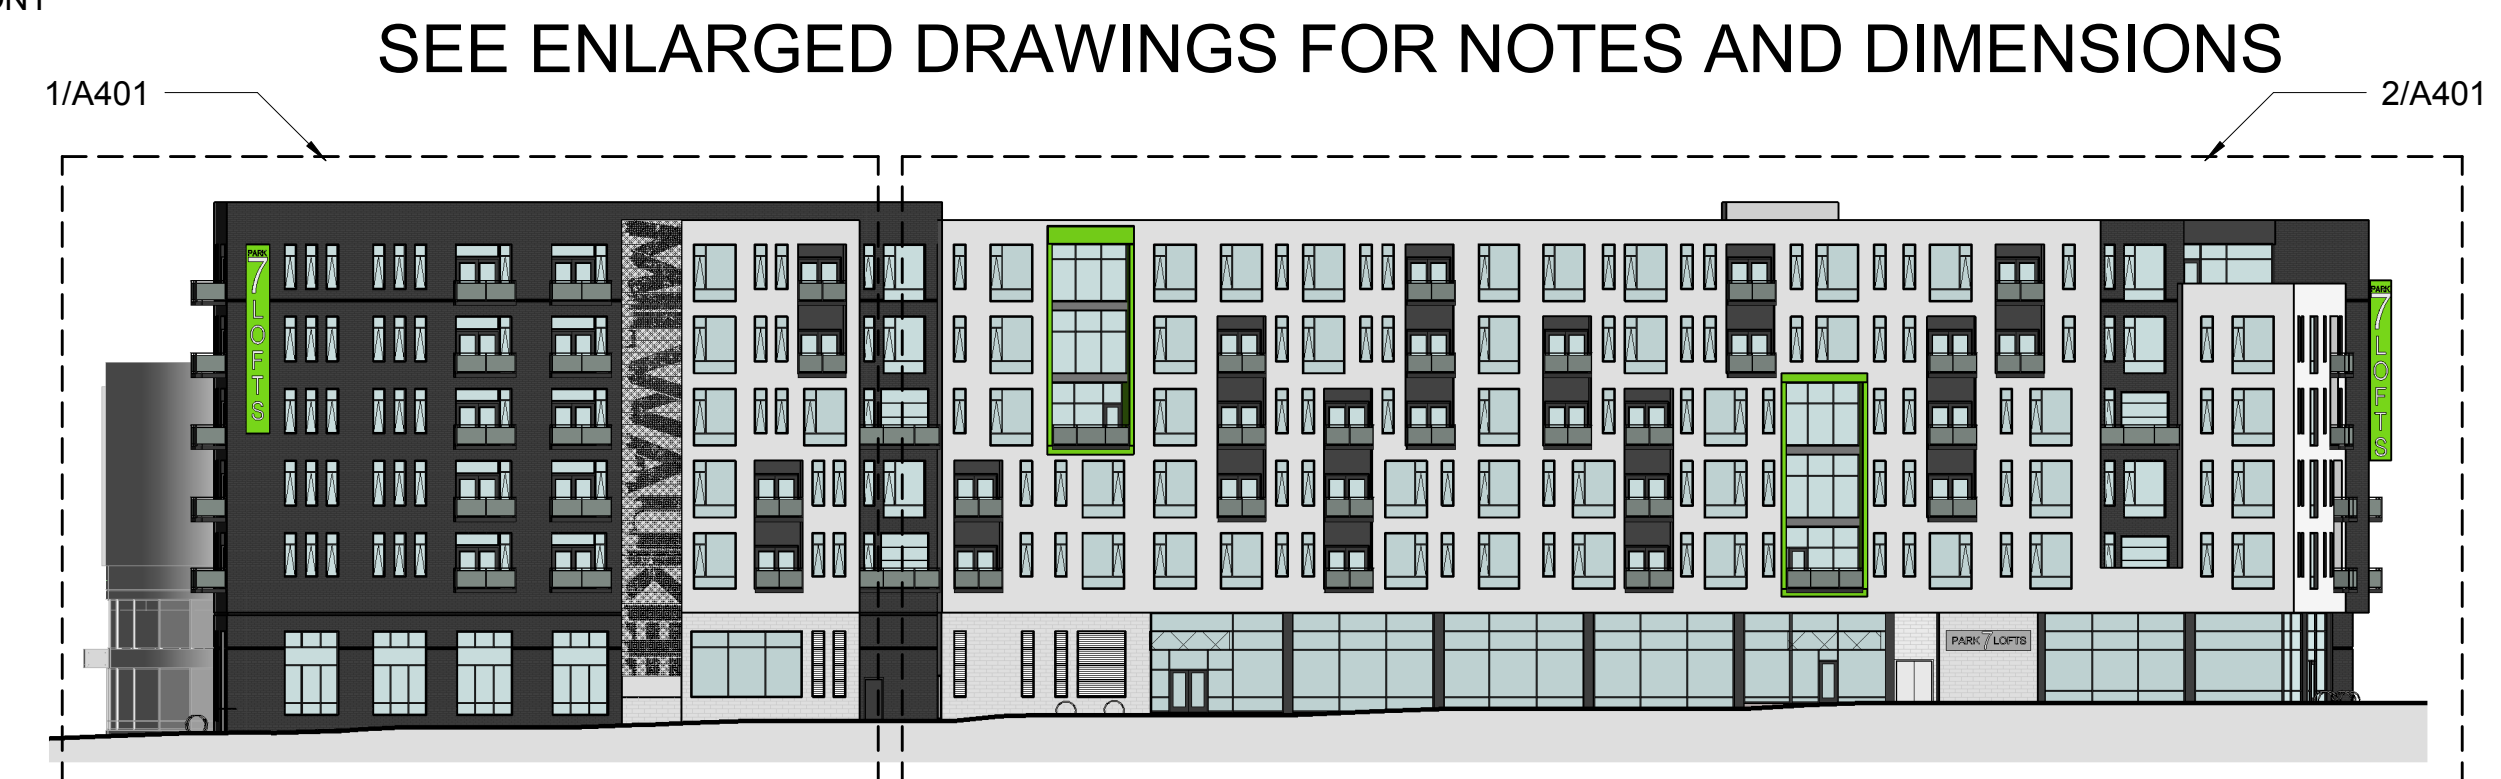 SEE ENLARGED DRAWINGS FOR NOTES AND DIMENSIONS
1/A401
2/A401
PARK
7
LOFTS
MILWAUKEE
PARK
7
LOFTS
PARK 7 LOFTS